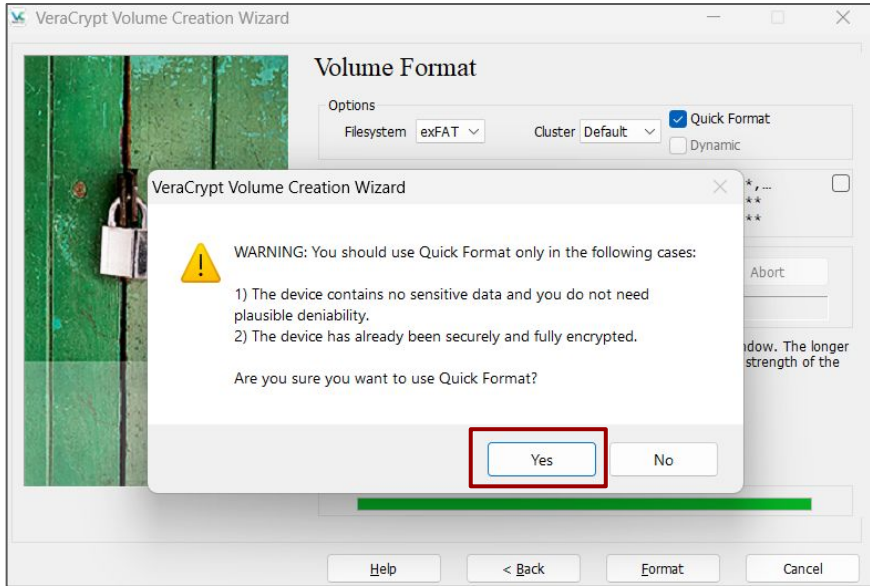 VeraCrypt Volume Creation Wizard
Volume Format
Options
Filesystem exFAT Cluster Default Quick Format
Dynamic
VeraCrypt Volume Creation Wizard
*,...
**
**
WARNING: You should use Quick Format only in the following cases:
Abort
1) The device contains no sensitive data and you do not need
plausible deniability.
2) The device has already been securely and fully encrypted.
The longer
strength of the
Are you sure you want to use Quick Format?
Yes No
Help < Back Format Cancel